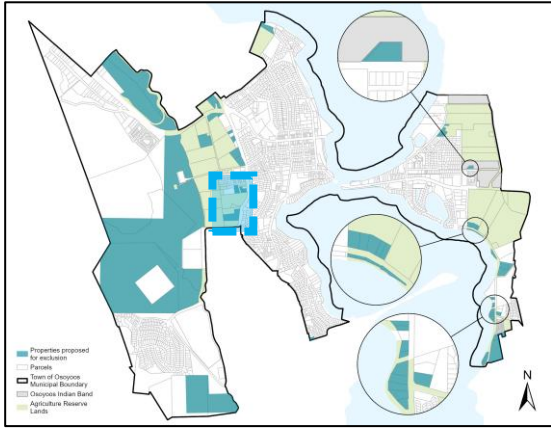 Properties proposed
for exclusion
Parcels
Town of Osoyoos
Municipal Boundary
Osoyoos Indian Band
Agriculture Reserve
Lands
N